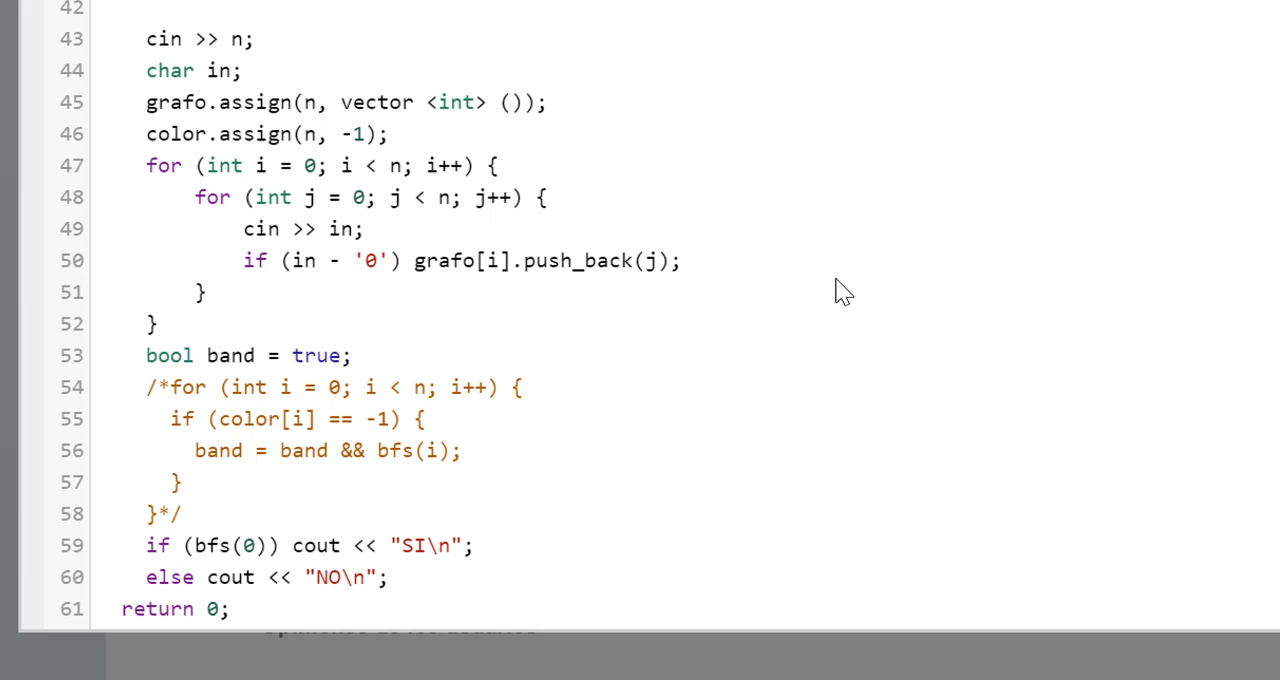 42
43 cin >> n;
44 char in;
45 grafo.assign(n, vector <int> ());
46 color.assign(n, -1);
47 for (int i = 0; i < n; i++) {
48 for (int j = 0; j < n; j++) {
49 cin >> in;
50 if (in - '0') grafo[i].push_back(j);
51 }
52 }
53 bool band = true;
54 /*for (int i = 0; i < n; i++) {
55 if (color[i] == -1) {
56 band = band && bfs(i);
57 }
58 }*/
59 if (bfs(0)) cout << "SI\n";
60 else cout << "NO\n";
61 return 0;